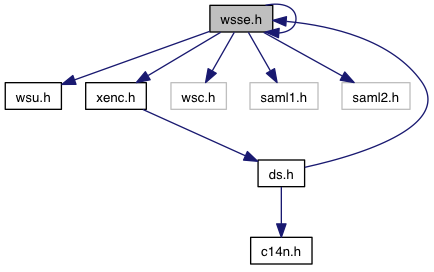 wsse.h
wsu.h
xenc.h
wsc.h
saml1.h
saml2.h
ds.h
c14n.h